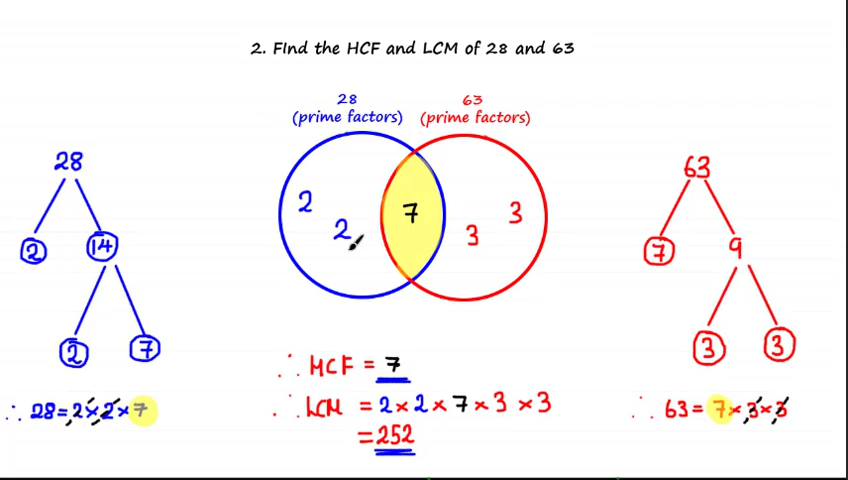 2. FInd the HCF and LCM of 28 and 63
28
(prime factors)
63
(prime factors)
28
2
14
2
7
∴ 28 = 2 × 2 × 7
2
2
7
3
3
∴ HCF = 7
∴ LCM = 2 × 2 × 7 × 3 × 3
= 252
63
7
9
3
3
∴ 63 = 7 × 3 × 3